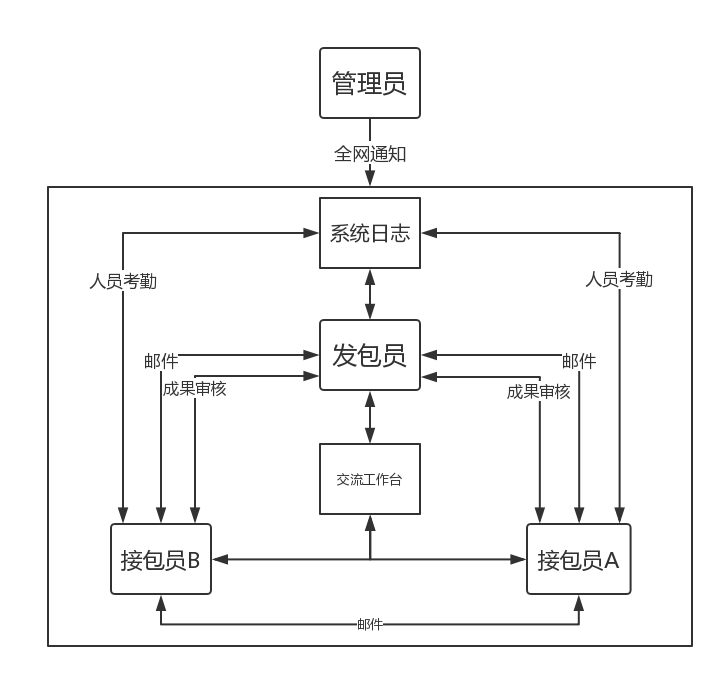 管理员
全网通知
系统日志
人员考勤
人员考勤
发包员
邮件
邮件
成果审核
成果审核
交流工作台
接包员B
接包员A
邮件